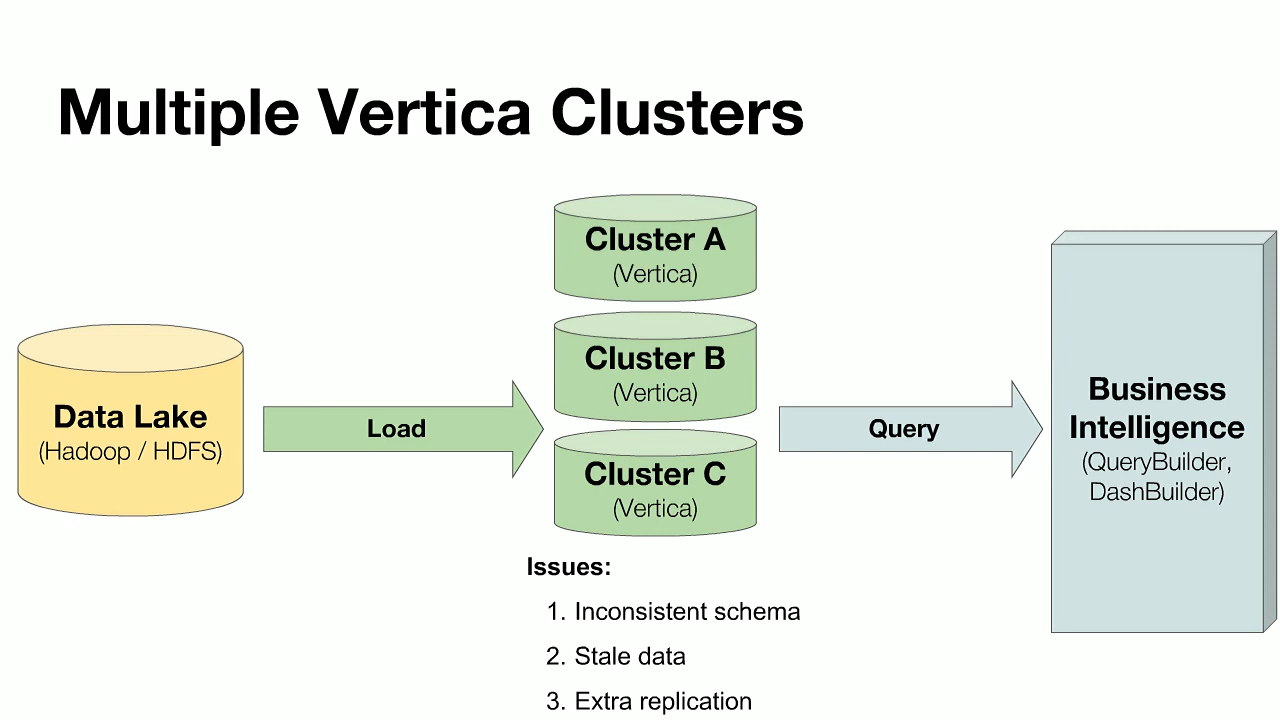 Multiple Vertica Clusters
Data Lake
(Hadoop / HDFS)
Load
Cluster A
(Vertica)
Cluster B
(Vertica)
Cluster C
(Vertica)
Issues:
1. Inconsistent schema
2. Stale data
3. Extra replication
Query
Business
Intelligence
(QueryBuilder,
DashBuilder)